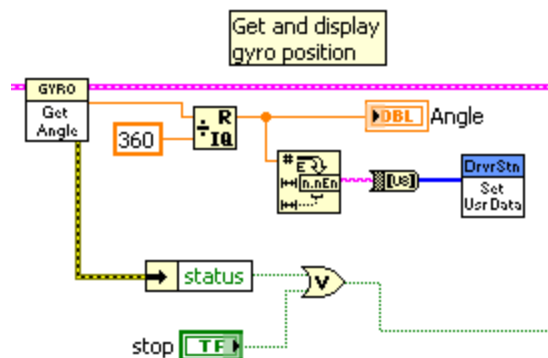 Get and display
gyro position
GYRO
Get
Angle
360
R
IQ
DBL
Angle
#
E
n.nEn
[U8]
DrvrStn
Set
UsrData
status
V
stop
TF